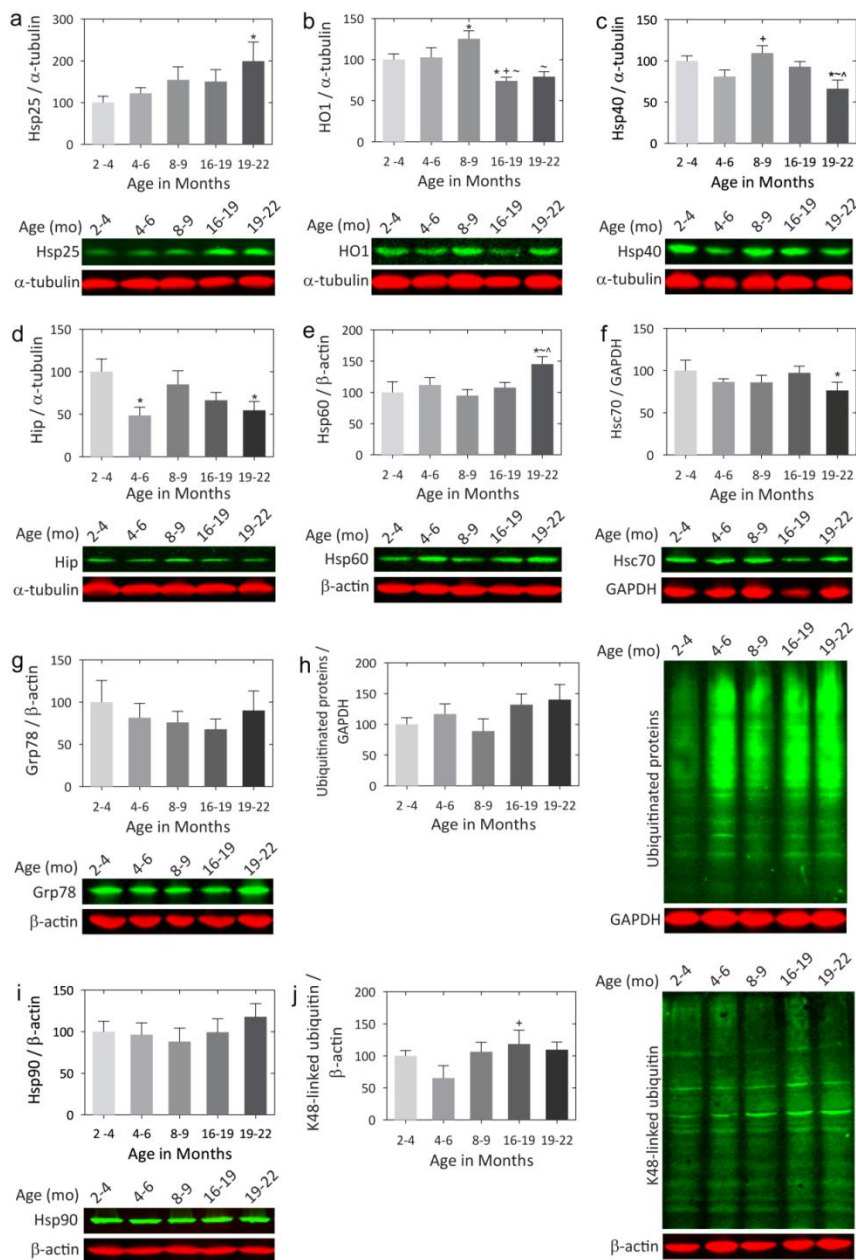 a
Hsp25 / α-tubulin
300
200
100
0
*
2 -4 4-6 8-9 16-19 19-22
Age in Months
Age (mo) 2-4 4-6 8-9 16-19 19-22
Hsp25
α-tubulin
b
HO1 / α-tubulin
150
100
50
0
*
* + ~
~
2 -4 4-6 8-9 16-19 19-22
Age in Months
Age (mo) 2-4 4-6 8-9 16-19 19-22
HO1
α-tubulin
c
Hsp40 / α-tubulin
150
100
50
0
+
*~^
2 -4 4-6 8-9 16-19 19-22
Age in Months
Age (mo) 2-4 4-6 8-9 16-19 19-22
Hsp40
α-tubulin
d
Hip / α-tubulin
150
100
50
0
*
*
2 -4 4-6 8-9 16-19 19-22
Age in Months
Age (mo) 2-4 4-6 8-9 16-19 19-22
Hip
α-tubulin
e
Hsp60 / β-actin
200
150
100
50
0
*~^
2 -4 4-6 8-9 16-19 19-22
Age in Months
Age (mo) 2-4 4-6 8-9 16-19 19-22
Hsp60
β-actin
f
Hsc70 / GAPDH
150
100
50
0
*
2 -4 4-6 8-9 16-19 19-22
Age in Months
Age (mo) 2-4 4-6 8-9 16-19 19-22
Hsc70
GAPDH
g
Grp78 / β-actin
150
100
50
0
2-4 4-6 8-9 16-19 19-22
Age in Months
Age (mo) 2-4 4-6 8-9 16-19 19-22
Grp78
β-actin
h
Ubiquitinated proteins /
GAPDH
200
150
100
50
0
2 -4 4-6 8-9 16-19 19-22
Age in Months
Age (mo) 2-4 4-6 8-9 16-19 19-22
Ubiquitinated proteins
GAPDH
i
Hsp90 / β-actin
200
150
100
50
0
2 -4 4-6 8-9 16-19 19-22
Age in Months
Age (mo) 2-4 4-6 8-9 16-19 19-22
Hsp90
β-actin
j
K48-linked ubiquitin /
β-actin
200
150
100
50
0
+
2-4 4-6 8-9 16-19 19-22
Age in Months
Age (mo) 2-4 4-6 8-9 16-19 19-22
K48-linked ubiquitin
β-actin